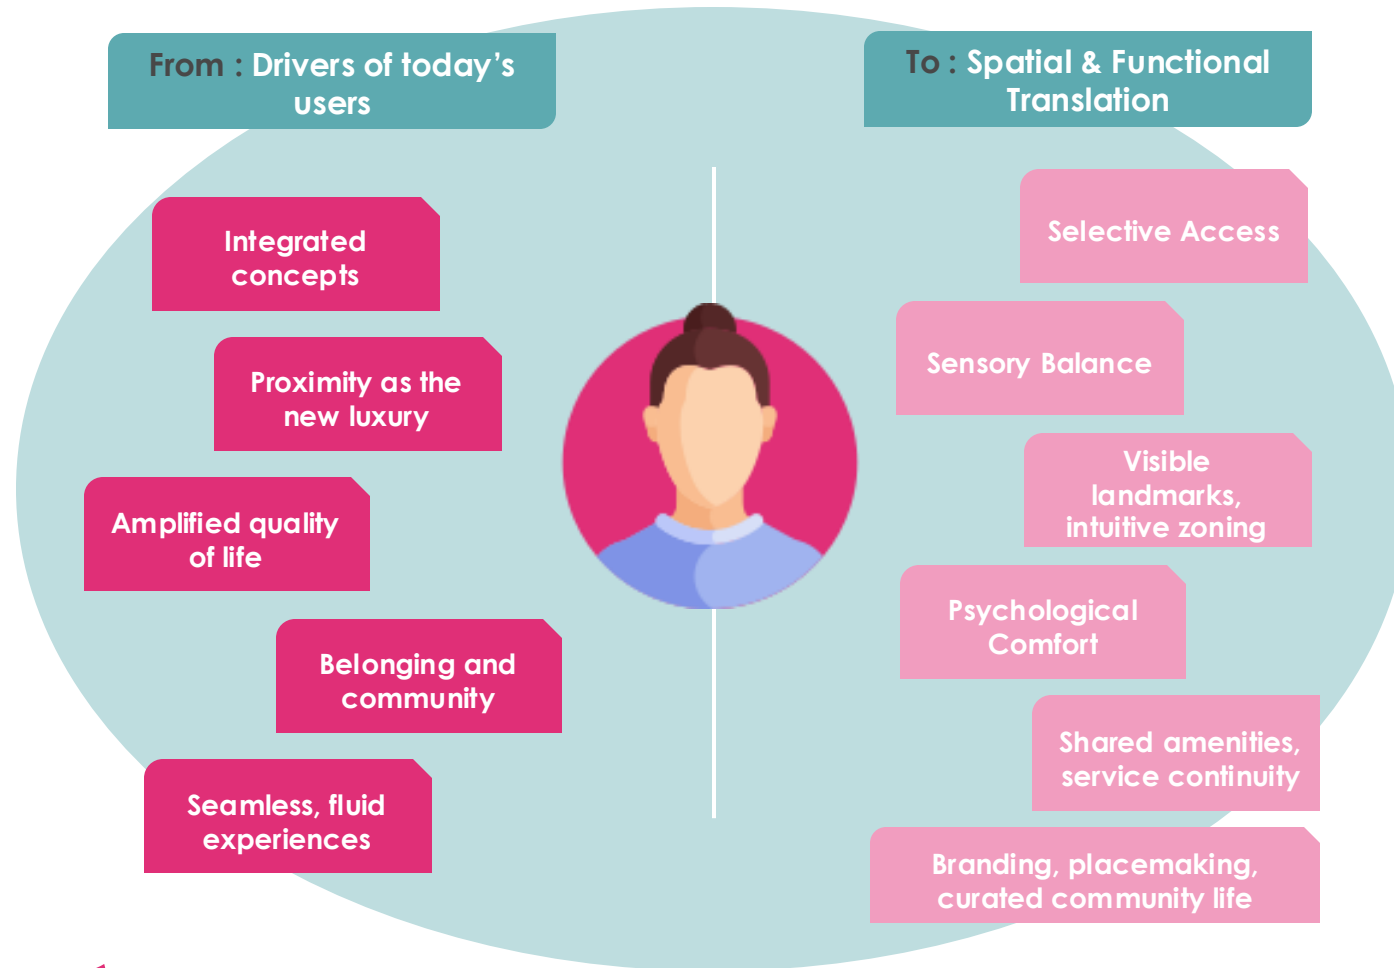 From : Drivers of today’s
users
Integrated
concepts
Proximity as the
new luxury
Amplified quality
of life
Belonging and
community
Seamless, fluid
experiences
To : Spatial & Functional
Translation
Selective Access
Sensory Balance
Visible
landmarks,
intuitive zoning
Psychological
Comfort
Shared amenities,
service continuity
Branding, placemaking,
curated community life